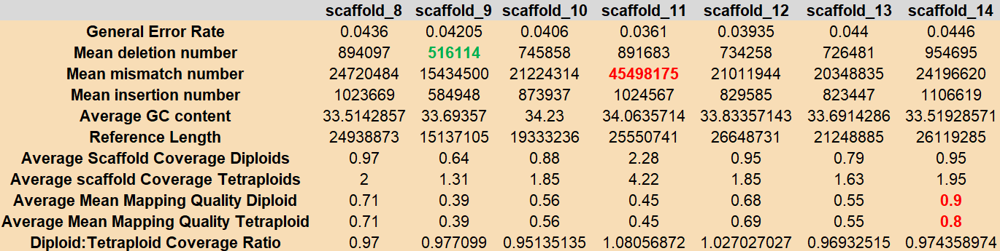 scaffold_8 scaffold_9 scaffold_10 scaffold_11 scaffold_12 scaffold_13 scaffold_14
General Error Rate 0.0436 0.04205 0.0406 0.0361 0.03935 0.044 0.0446
Mean deletion number 894097 516114 745858 891683 734258 726481 954695
Mean mismatch number 24720484 15434500 21224314 45498175 21011944 20348835 24196620
Mean insertion number 1023669 584948 873937 1024567 829585 823447 1106619
Average GC content 33.5142857 33.69357 34.23 34.0635714 33.83357143 33.6914286 33.51928571
Reference Length 24938873 15137105 19333236 25550741 26648731 21248885 26119285
Average Scaffold Coverage Diploids 0.97 0.64 0.88 2.28 0.95 0.79 0.95
Average scaffold Coverage Tetraploids 2 1.31 1.85 4.22 1.85 1.63 1.95
Average Mean Mapping Quality Diploid 0.71 0.39 0.56 0.45 0.68 0.55 0.9
Average Mean Mapping Quality Tetraploid 0.71 0.39 0.56 0.45 0.69 0.55 0.8
Diploid:Tetraploid Coverage Ratio 0.97 0.977099 0.95135135 1.08056872 1.027027027 0.96932515 0.974358974